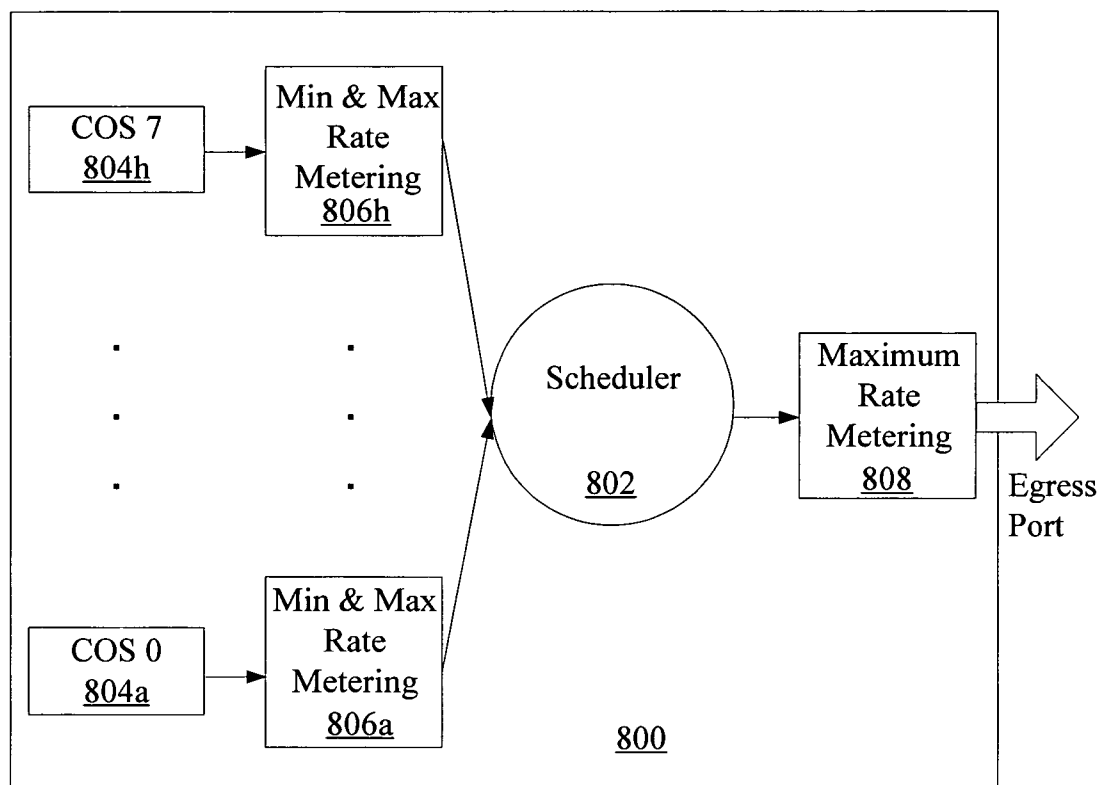 COS 7
804h
Min & Max
Rate
Metering
806h
Scheduler
802
Maximum
Rate
Metering
808
Egress
Port
COS 0
804a
Min & Max
Rate
Metering
806a
800